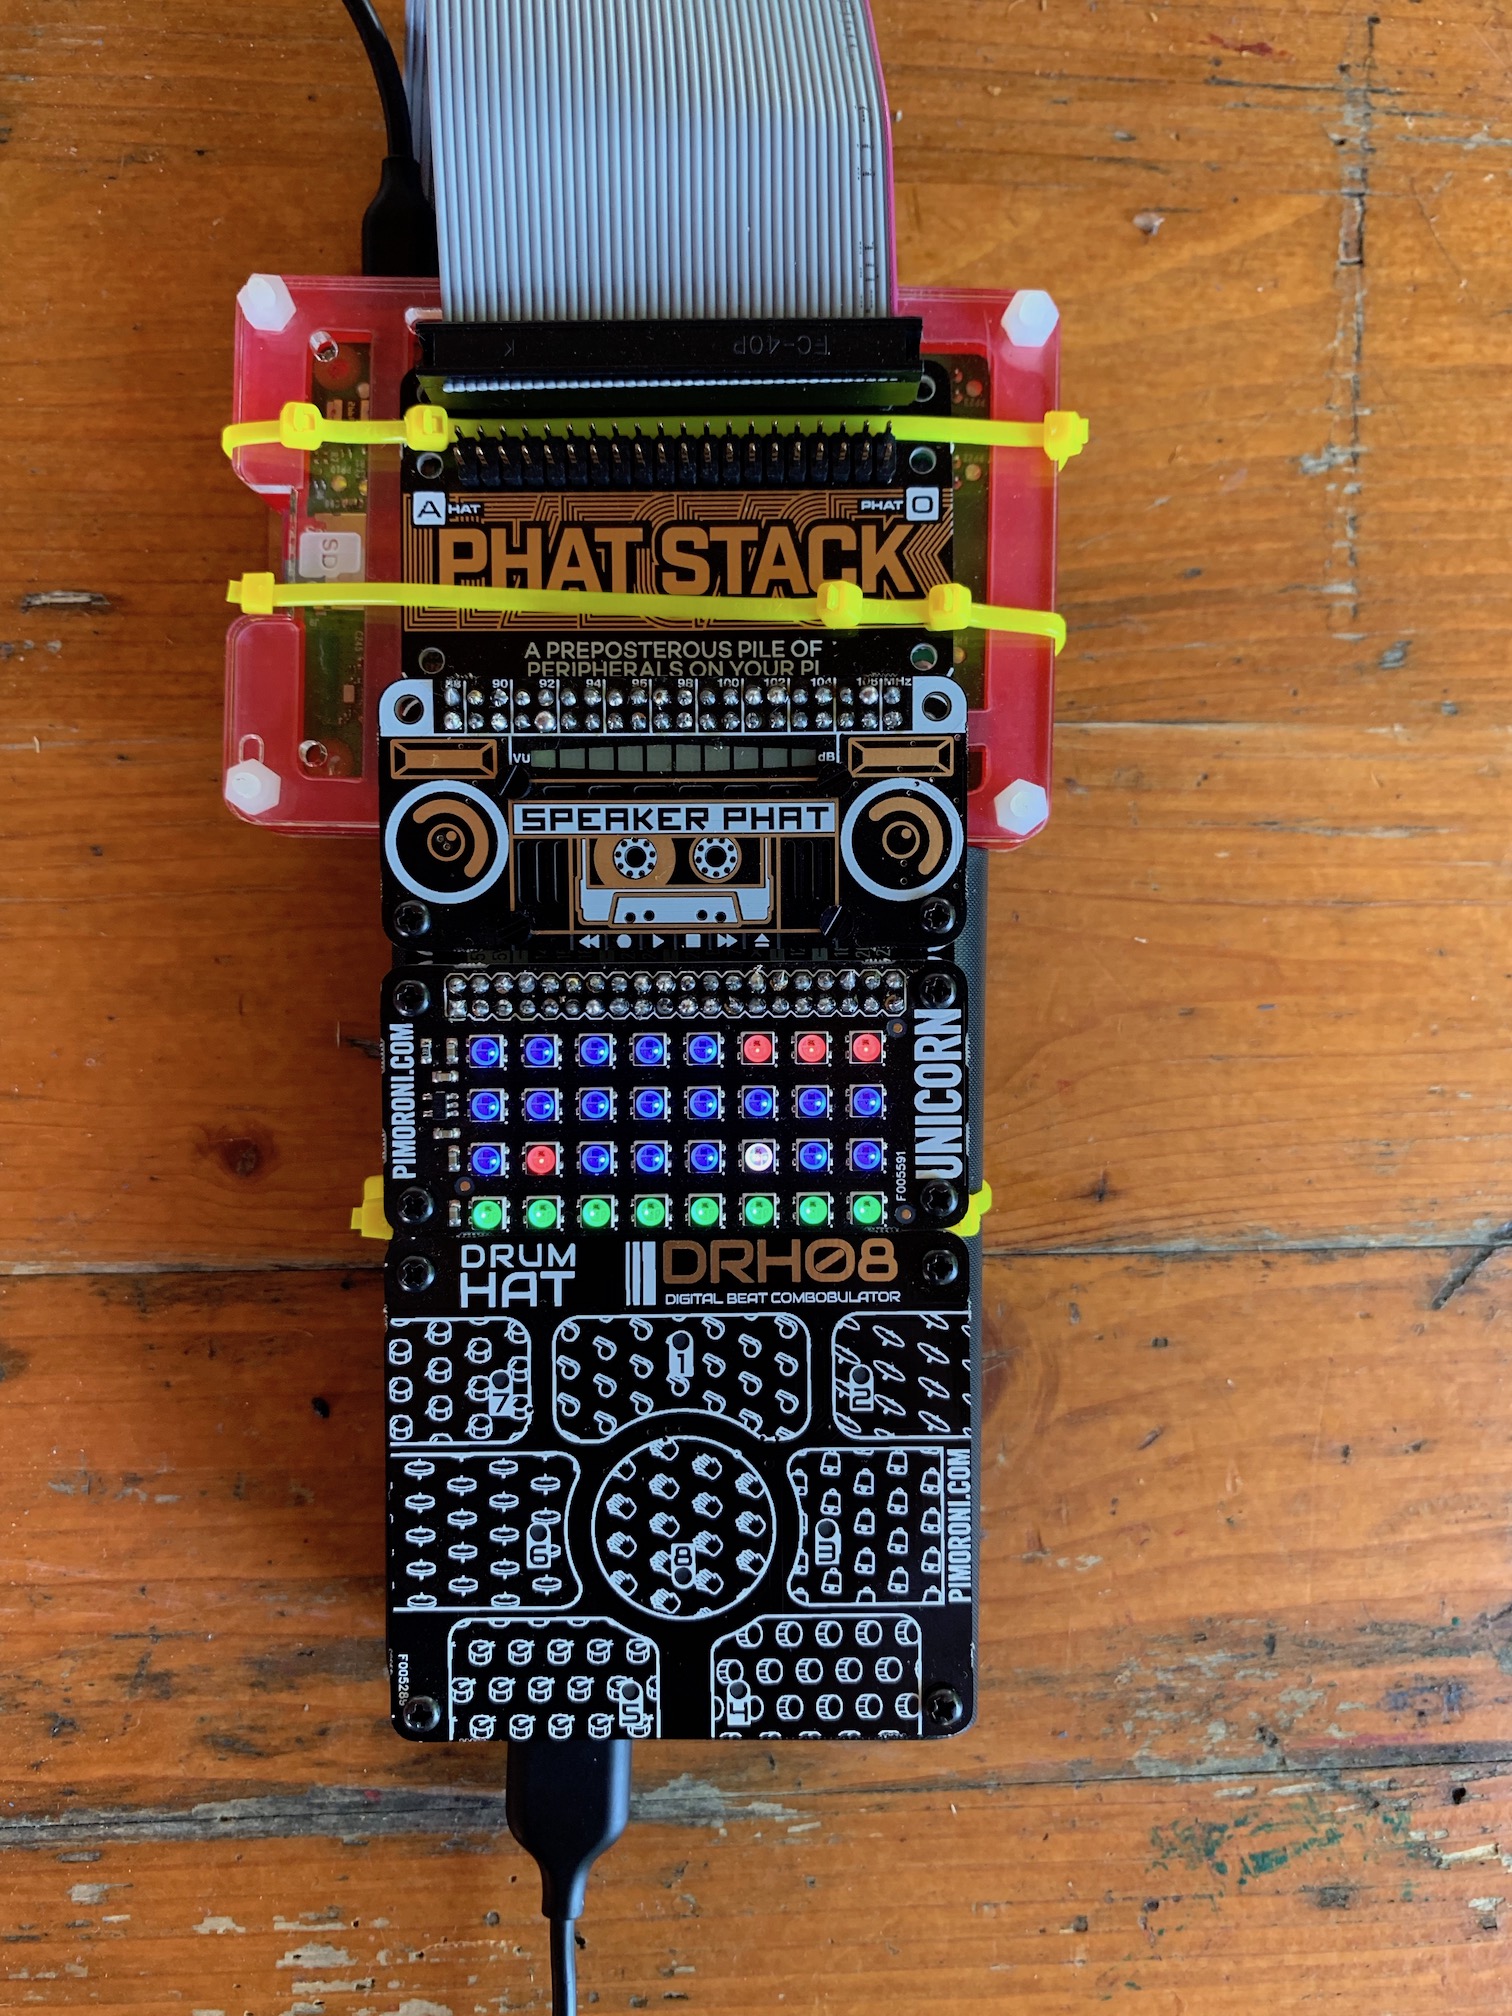 FC-40P
K
A HAT
PHAT O
PHAT STACK
SD
A PREPOSTEROUS PILE OF
PERIPHERALS ON YOUR PI
88 90 92 94 96 98 100 102 104 106 MHz
VU
dB
SPEAKER PHAT
PIMORONI.COM
UNICORN
F005591
DRUM
HAT
DRH08
DIGITAL BEAT COMBOBULATOR
7
1
2
6
8
3
PIMORONI.COM
5
4